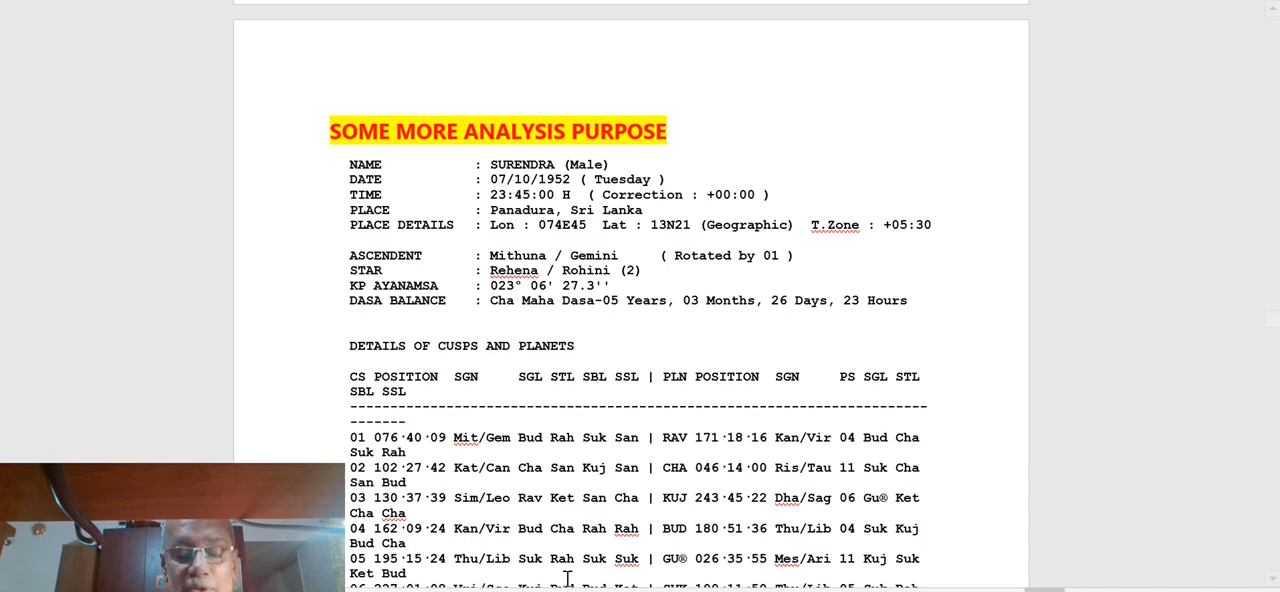 SOME MORE ANALYSIS PURPOSE
NAME : SURENDRA (Male)
DATE : 07/10/1952 ( Tuesday )
TIME : 23:45:00 H ( Correction : +00:00 )
PLACE : Panadura, Sri Lanka
PLACE DETAILS : Lon : 074E45 Lat : 13N21 (Geographic) T.Zone : +05:30
ASCENDENT : Mithuna / Gemini ( Rotated by 01 )
STAR : Rehena / Rohini (2)
KP AYANAMSA : 023° 06' 27.3''
DASA BALANCE : Cha Maha Dasa-05 Years, 03 Months, 26 Days, 23 Hours
DETAILS OF CUSPS AND PLANETS
CS POSITION SGN SGL STL SBL SSL | PLN POSITION SGN PS SGL STL
SBL SSL
------------------------------------------------------------------------
-------
01 076·40·09 Mit/Gem Bud Rah Suk San | RAV 171·18·16 Kan/Vir 04 Bud Cha
Suk Rah
02 102·27·42 Kat/Can Cha San Kuj San | CHA 046·14·00 Ris/Tau 11 Suk Cha
San Bud
03 130·37·39 Sim/Leo Rav Ket San Cha | KUJ 243·45·22 Dha/Sag 06 Gu® Ket
Cha Cha
04 162·09·24 Kan/Vir Bud Cha Rah Rah | BUD 180·51·36 Thu/Lib 04 Suk Kuj
Bud Cha
05 195·15·24 Thu/Lib Suk Rah Suk Suk | GU® 026·35·55 Mes/Ari 11 Kuj Suk
Ket Bud